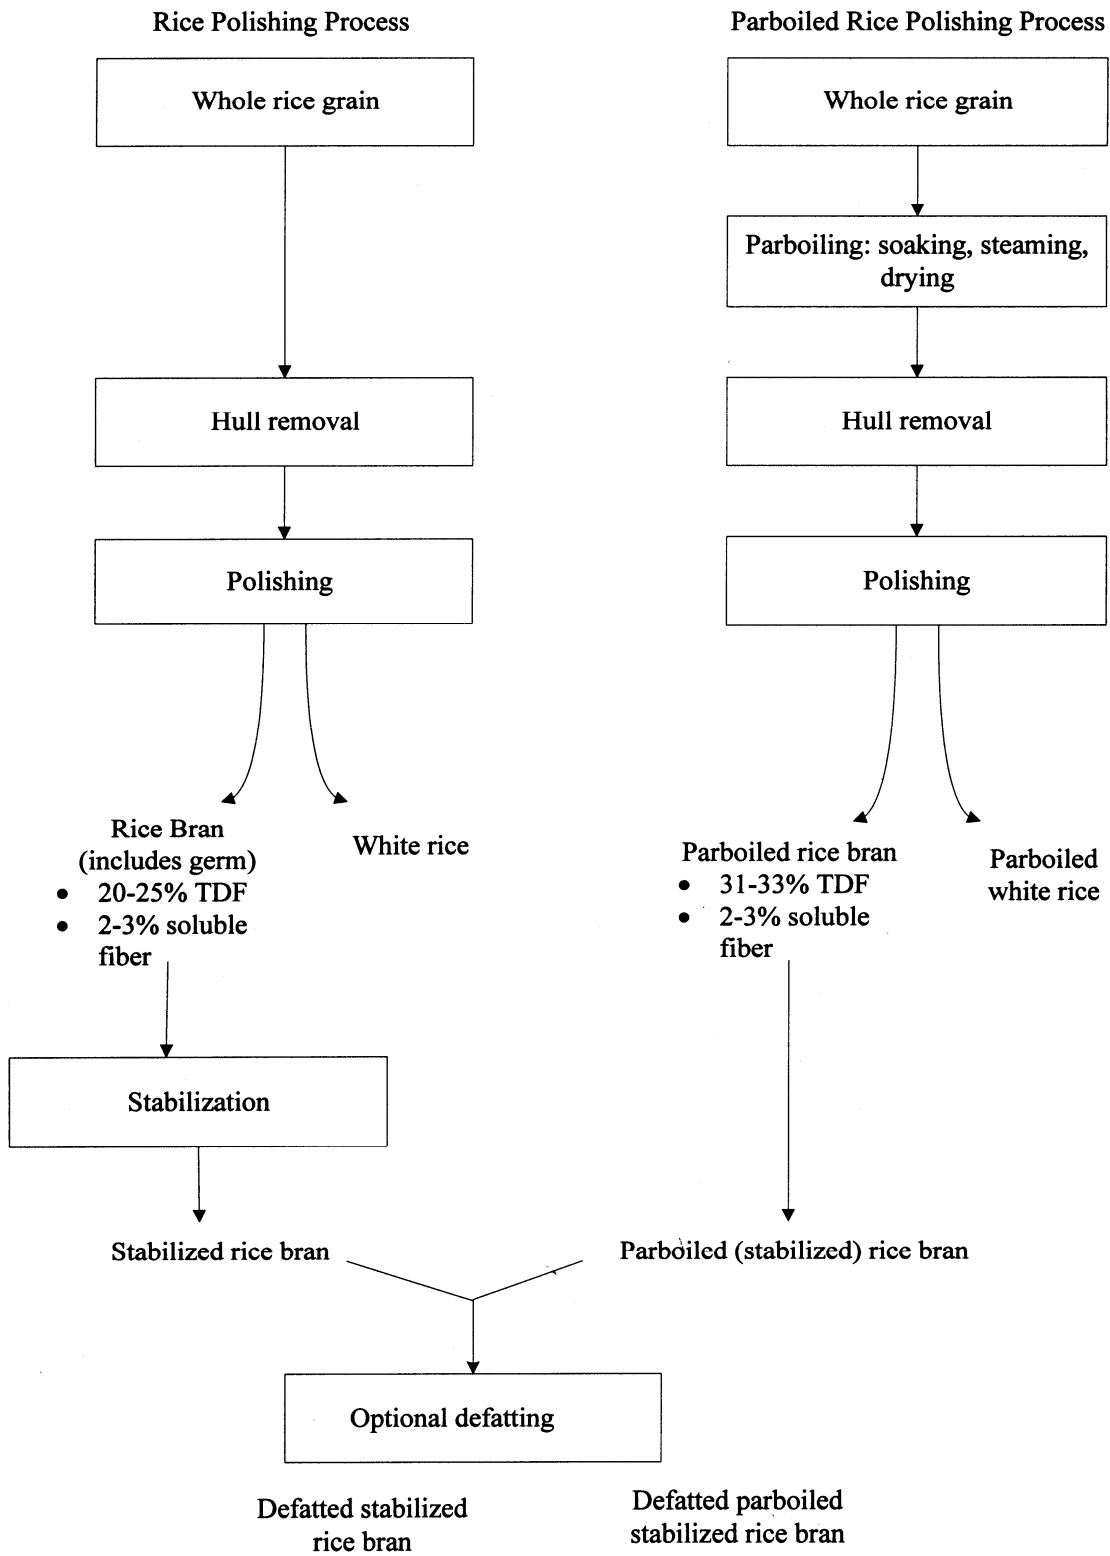 Rice Polishing Process
Whole rice grain
Hull removal
Polishing
Rice Bran
(includes germ)
• 20-25% TDF
• 2-3% soluble
fiber
White rice
Stabilization
Stabilized rice bran
Parboiled Rice Polishing Process
Whole rice grain
Parboiling: soaking, steaming,
drying
Hull removal
Polishing
Parboiled rice bran
• 31-33% TDF
• 2-3% soluble
fiber
Parboiled
white rice
Parboiled (stabilized) rice bran
Optional defatting
Defatted stabilized
rice bran
Defatted parboiled
stabilized rice bran